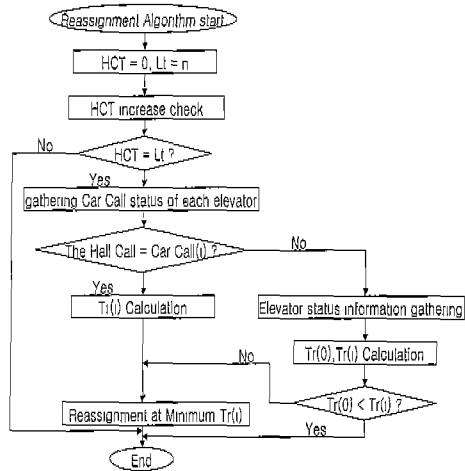 Reassignment Algorithm start
HCT = 0, Lt = n
HCT increase check
HCT = Lt ?
No
Yes
gathering Car Call status of each elevator
The Hall Call = Car Call(i) ?
No
Yes
Tr(i) Calculation
Elevator status information gathering
Tr(0),Tr(i) Calculation
No
Tr(0) < Tr(i) ?
Yes
Reassignment at Minimum Tr(i)
End